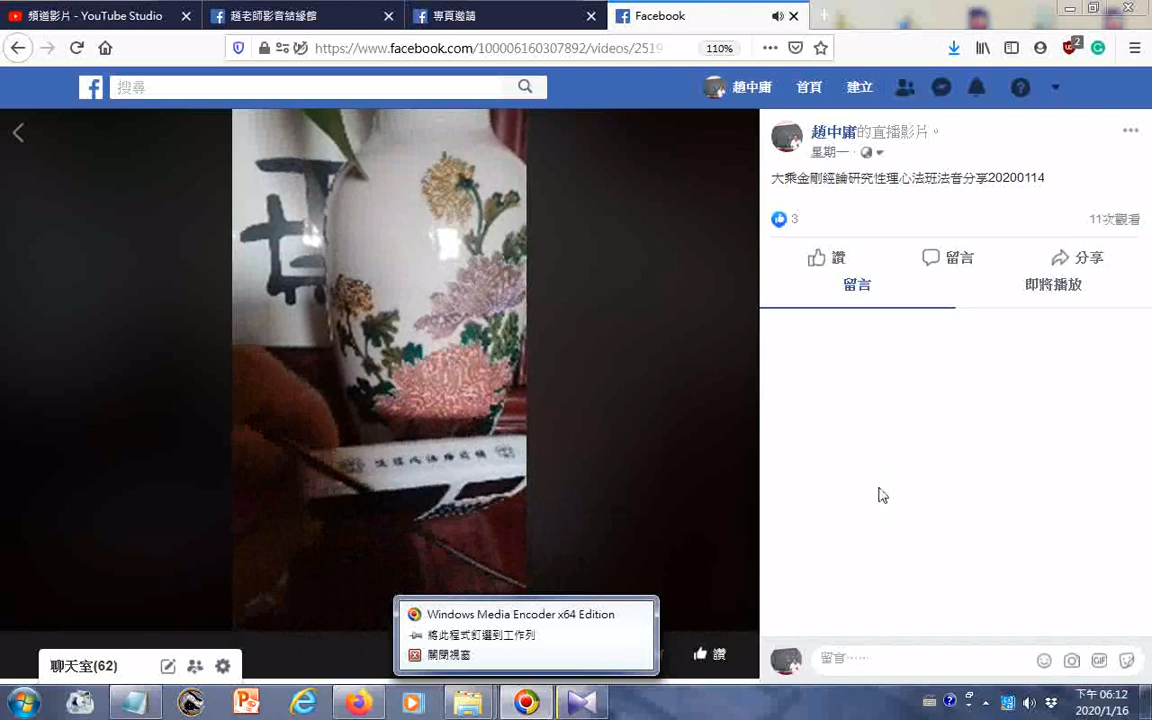 頻道影片 - YouTube Studio
趙老師影音結緣館
專頁邀請
Facebook
https://www.facebook.com/100006160307892/videos/2519
110%
2
搜尋
趙中庸
首頁
建立
趙中庸的直播影片。
星期一
大乘金剛經論研究性理心法班法音分享20200114
3
11次觀看
讚
留言
分享
留言
即將播放
Windows Media Encoder x64 Edition
將此程式釘選到工作列
關閉視窗
讚
聊天室(62)
留言……
GIF
下午 06:12
2020/1/16